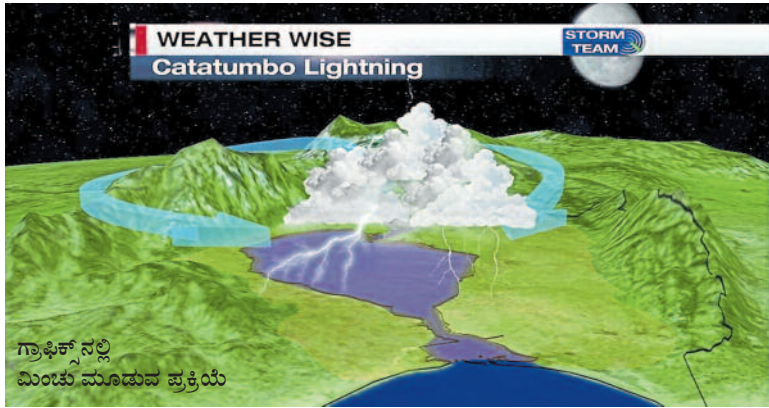 WEATHER WISE
STORM
TEAM
Catatumbo Lightning
ಗ್ರಾಫಿಕ್ಸ್‌ನಲ್ಲಿ
ಮಿಂಚು ಮೂಡುವ ಪ್ರಕ್ರಿಯೆ